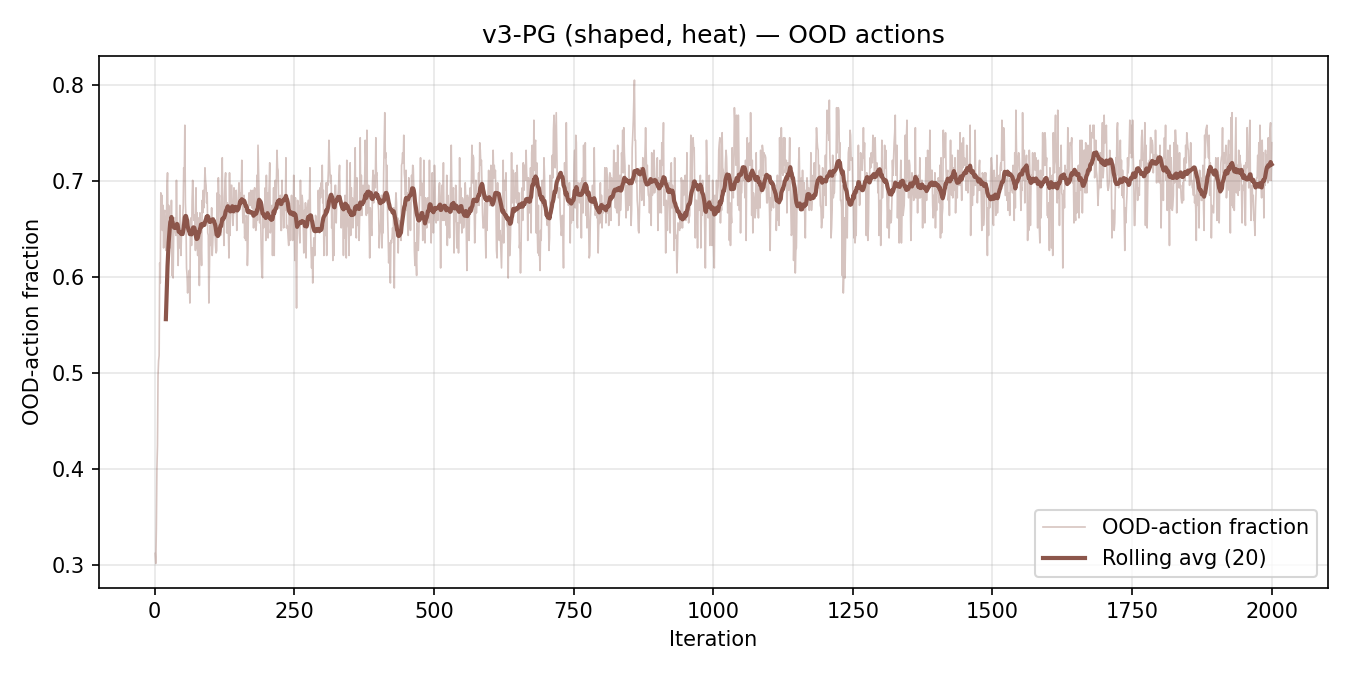 v3-PG (shaped, heat) — OOD actions
OOD-action fraction
0.8
0.7
0.6
0.5
0.4
0.3
OOD-action fraction
Rolling avg (20)
0 250 500 750 1000 1250 1500 1750 2000
Iteration